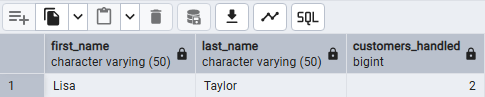 SQL
first_name last_name customers_handled
character varying (50) character varying (50) bigint
1 Lisa Taylor 2